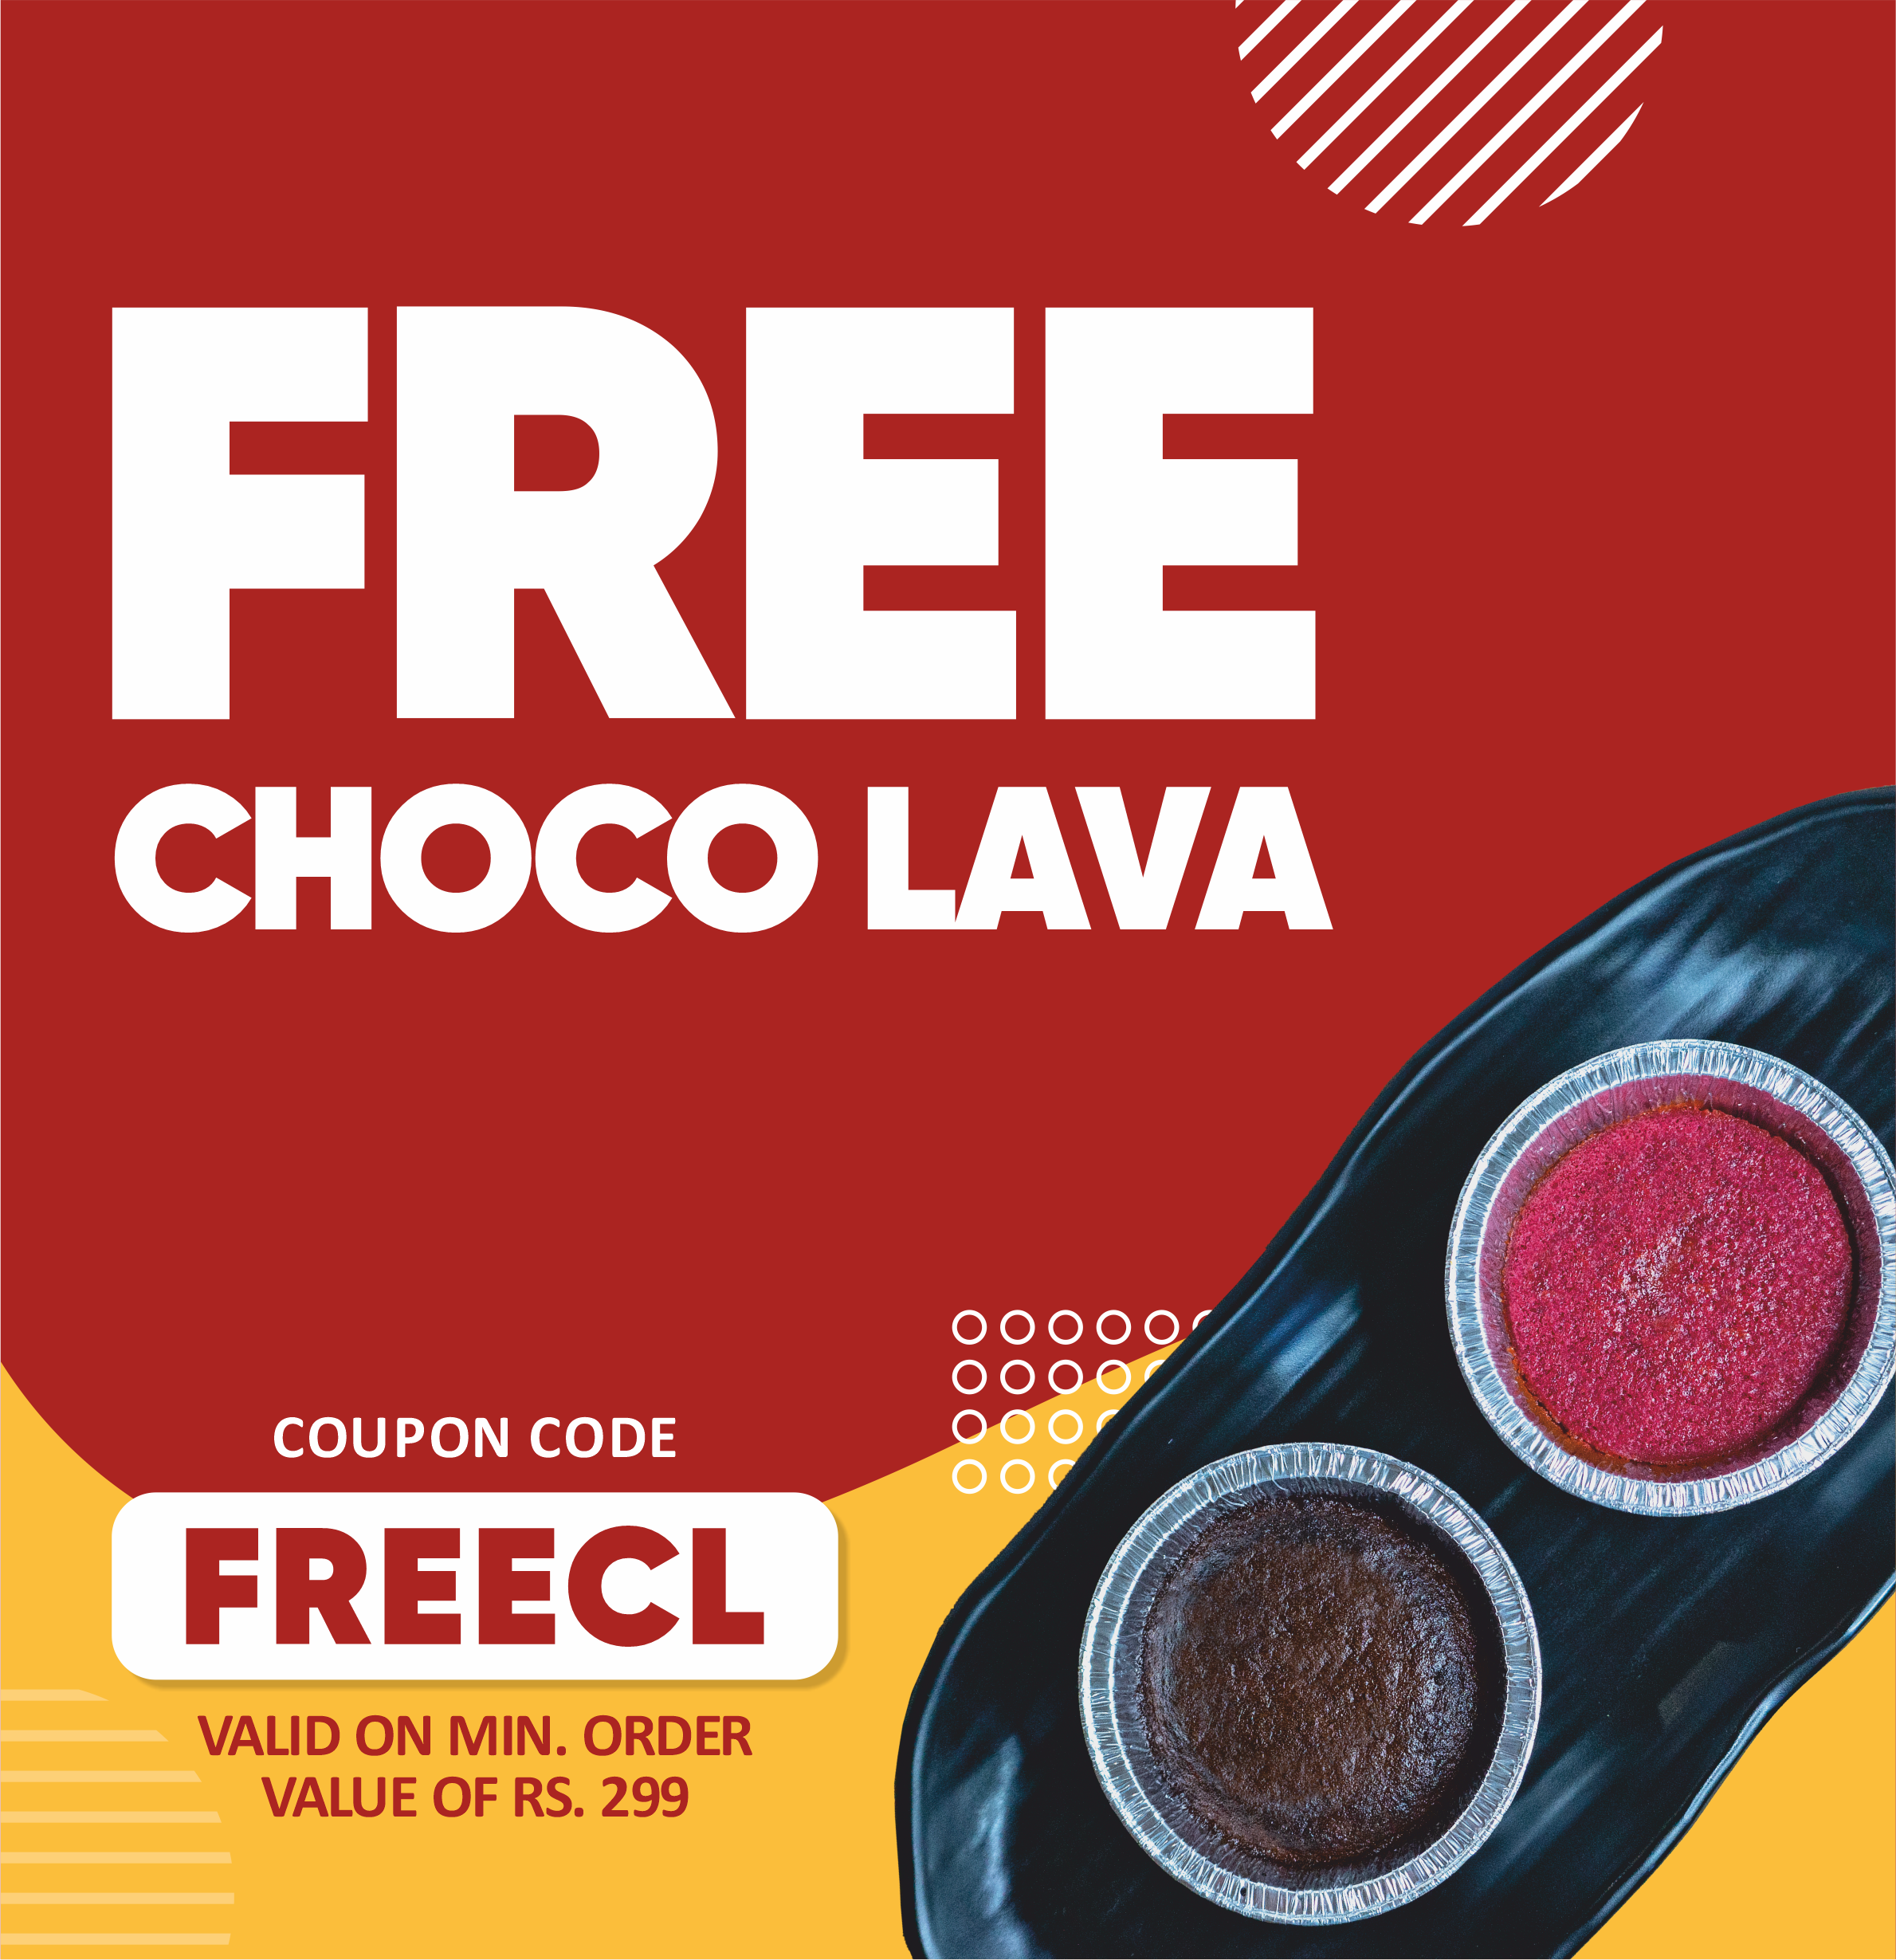 FREE
CHOCO LAVA
COUPON CODE
FREECL
VALID ON MIN. ORDER
VALUE OF RS. 299